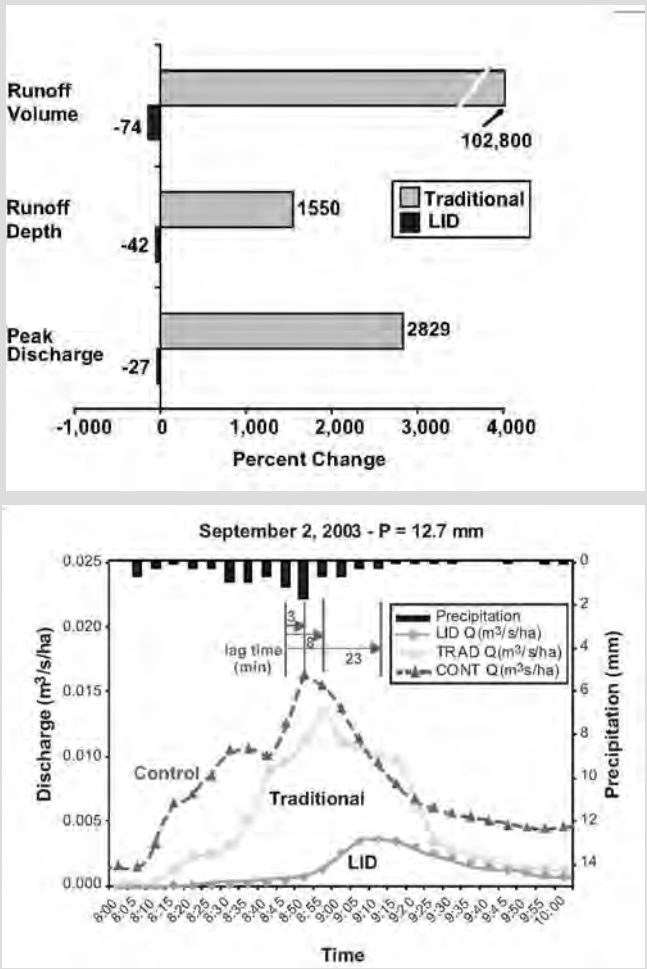 Runoff
Volume
-74
102,800
Runoff
Depth
1550
-42
Traditional
LID
Peak
Discharge
2829
-27
-1,000 0 1,000 2,000 3,000 4,000
Percent Change
September 2, 2003 - P = 12.7 mm
0.025
0.020
0.015
0.010
0.005
0.000
Discharge (m³/s/ha)
0
2
4
6
8
10
12
14
Precipitation (mm)
3
8
23
lag time
(min)
Precipitation
LID Q(m³/s/ha)
TRAD Q(m³/s/ha)
CONT Q(m³s/ha)
Control
Traditional
LID
8:00 8:05 8:10 8:15 8:20 8:25 8:30 8:35 8:40 8:45 8:50 8:55 9:00 9:05 9:10 9:15 9:20 9:25 9:30 9:35 9:40 9:45 9:50 9:55 10:00
Time